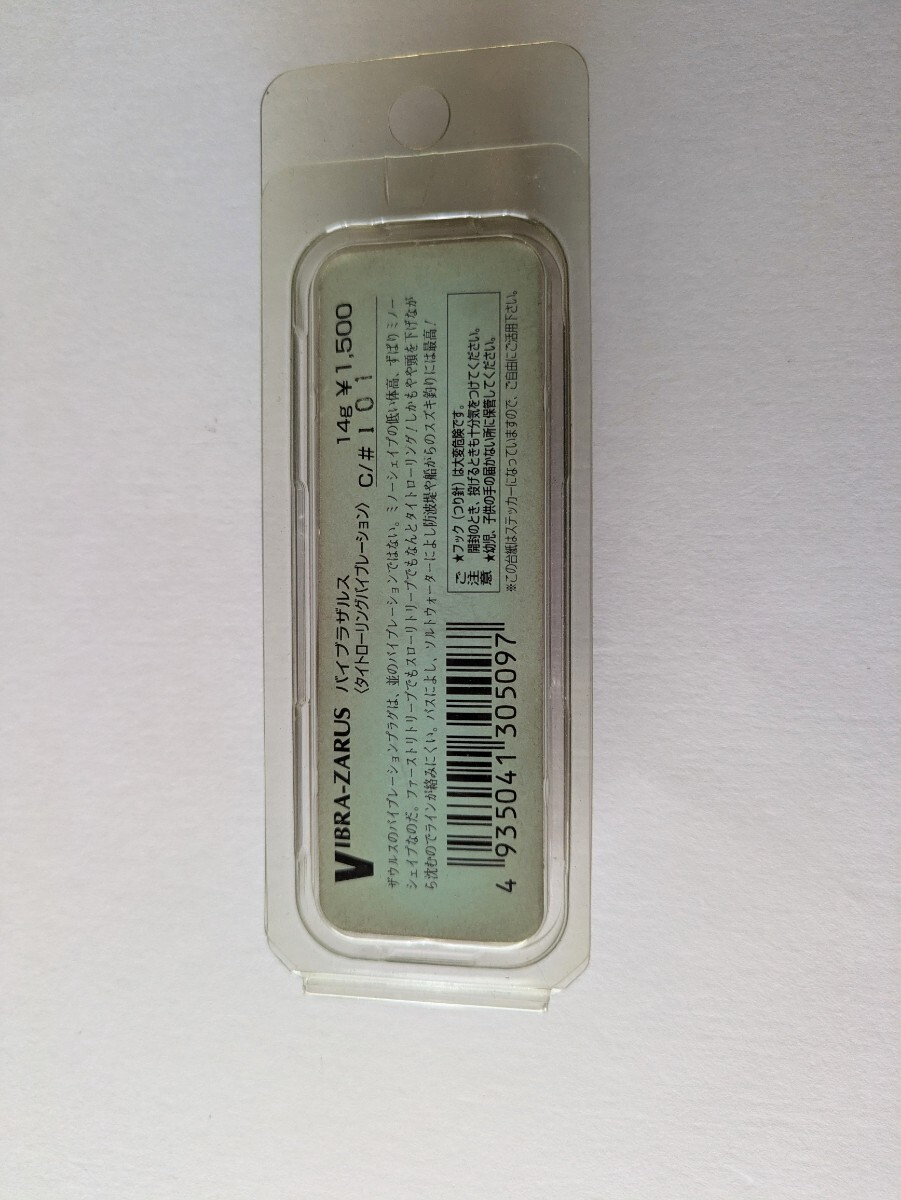 VIBRA-ZARUS バイブラザルス 14g ¥1,500
〈タイトローリングバイブレーション〉 C/# 101
ザウルスのバイブレーションプラグは、並のバイブレーションではない。ミノーシェイプの低い体高、ずばりミノー
シェイプなのだ。ファーストリトリーブでもスローリトリーブでもなんとタイトローリング!しかもやや頭を下げなが
ら沈むのでラインが絡みにくい。バスによし、ソルトウォーターによし防波堤や船がらのスズキ釣りには最高!
ご注意
★フック(つり針)は大変危険です。
開封のとき、投げるときも十分気をつけてください。
★幼児、子供の手の届かない所に保管してください。
※この台紙はステッカーになっていますので、ご自由にご活用下さい。
4 935041 305097